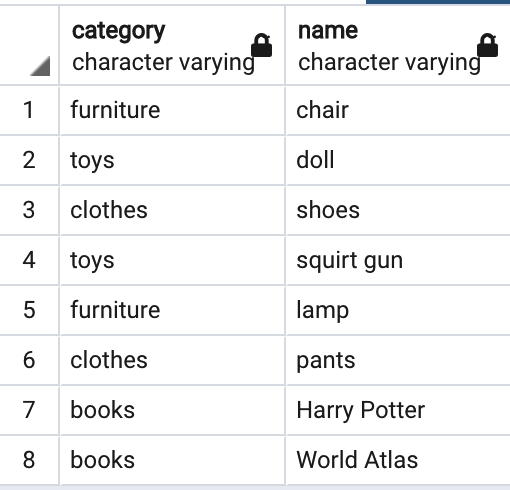 category name
character varying character varying
1 furniture chair
2 toys doll
3 clothes shoes
4 toys squirt gun
5 furniture lamp
6 clothes pants
7 books Harry Potter
8 books World Atlas